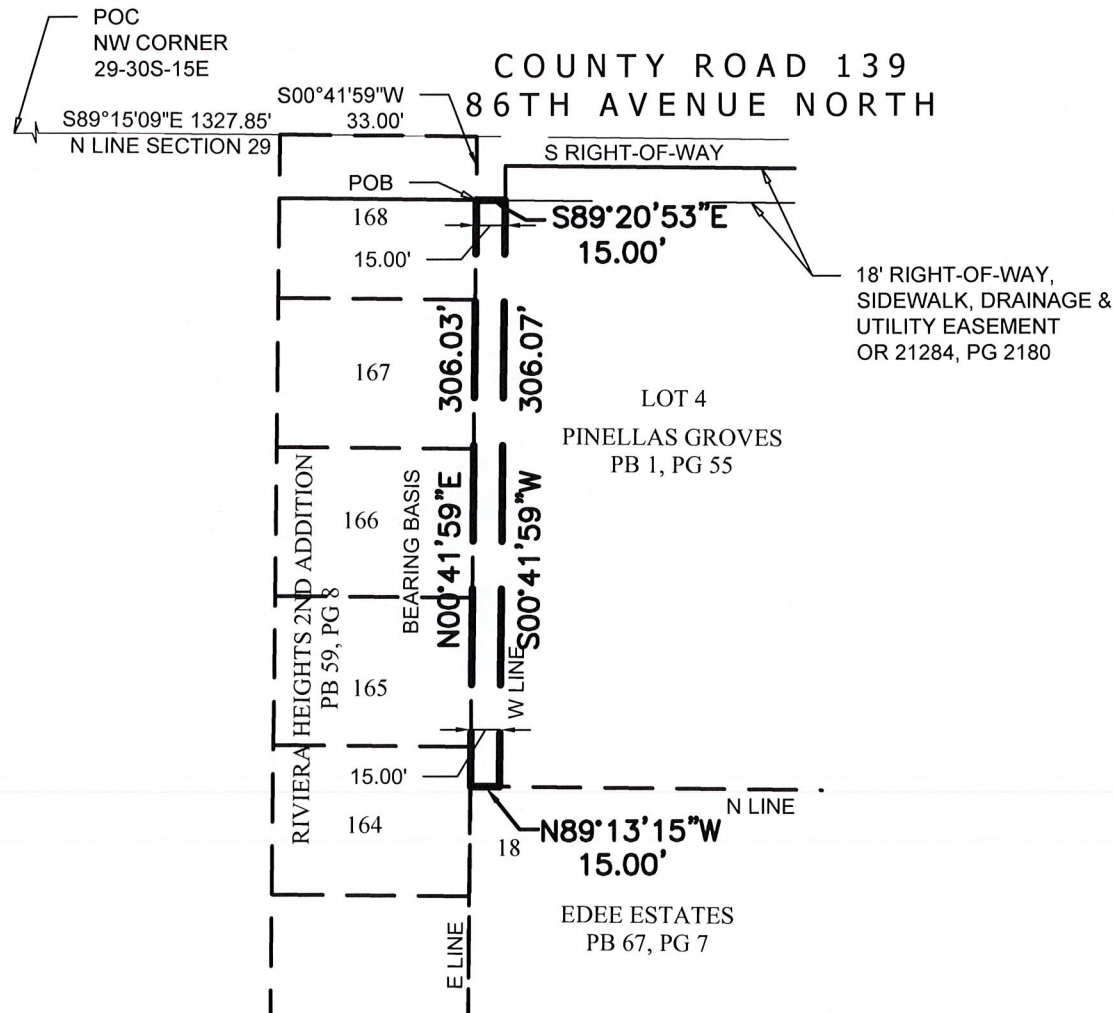 POC
NW CORNER
29-30S-15E
COUNTY ROAD 139
86TH AVENUE NORTH
S00°41'59"W
33.00'
S89°15'09"E 1327.85'
N LINE SECTION 29
S RIGHT-OF-WAY
POB
168
S89°20'53"E
15.00'
15.00'
18' RIGHT-OF-WAY,
SIDEWALK, DRAINAGE &
UTILITY EASEMENT
OR 21284, PG 2180
306.03'
306.07'
167
LOT 4
PINELLAS GROVES
PB 1, PG 55
166
RIVIERA HEIGHTS 2ND ADDITION
PB 59, PG 8
BEARING BASIS
N00°41'59"E
S00°41'59"W
W LINE
165
15.00'
164
N LINE
18
N89°13'15"W
15.00'
EDEE ESTATES
PB 67, PG 7
E LINE